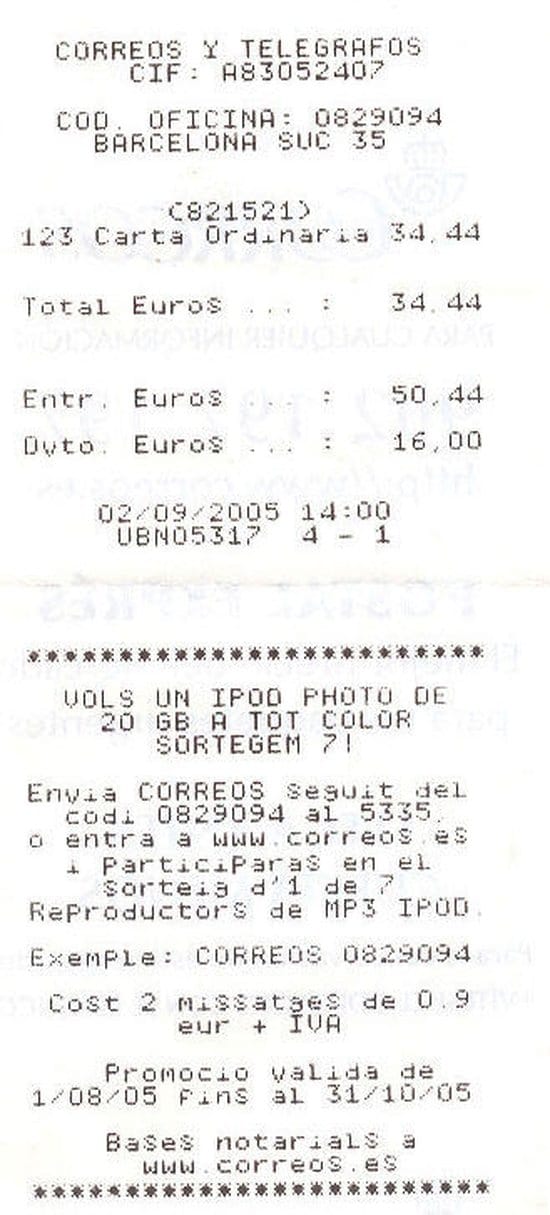 CORREOS Y TELEGRAFOS
CIF: A83052407
COD. OFICINA: 0829094
BARCELONA SUC 35
(821521)
123 Carta Ordinaria 34,44
Total Euros ... : 34,44
Entr. Euros ... : 50,44
Dvto. Euros ... : 16,00
02/09/2005 14:00
UBN05317 4 - 1
*************************
VOLS UN IPOD PHOTO DE
20 GB A TOT COLOR
SORTEGEM 7!
Envia CORREOS seguit del
codi 0829094 al 5335,
o entra a www.correos.es
i participaras en el
sorteig d'1 de 7
Reproductors de MP3 IPOD.
Exemple: CORREOS 0829094
Cost 2 missatges de 0.9
eur + IVA
Promocio valida de
1/08/05 fins al 31/10/05
Bases notarials a
www.correos.es
*************************